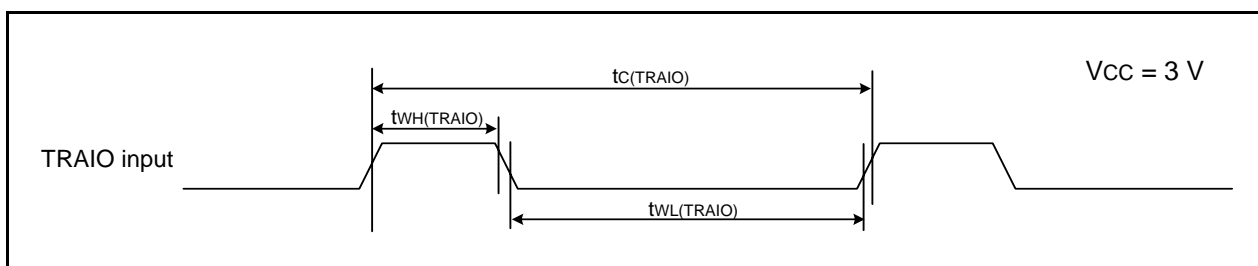 tC(TRAIO)
VCC = 3 V
tWH(TRAIO)
TRAIO input
tWL(TRAIO)